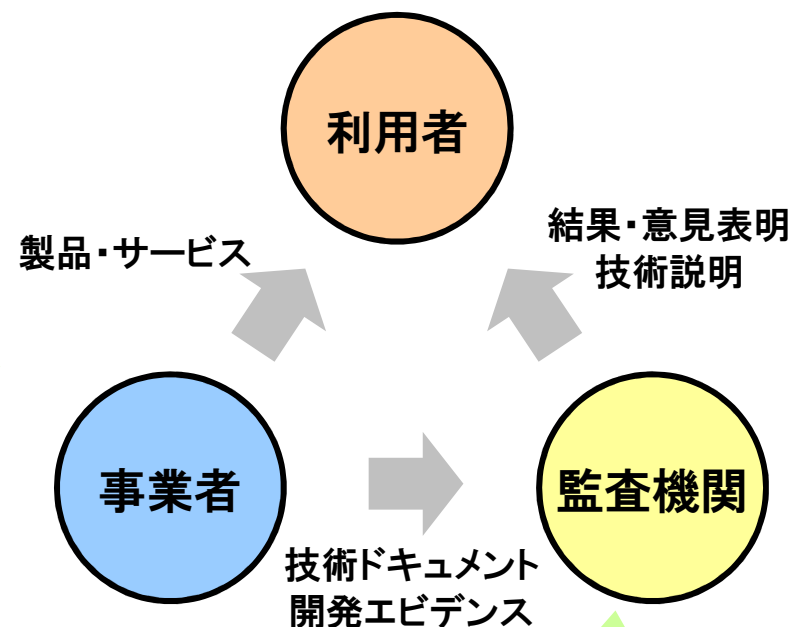 利用者
製品・サービス
結果・意見表明
技術説明
事業者
監査機関
技術ドキュメント
開発エビデンス